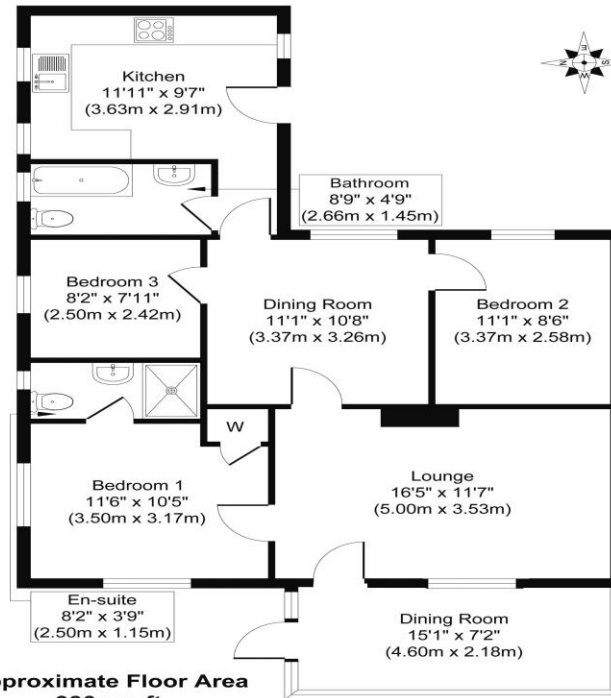 Kitchen
11'11" x 9'7"
(3.63m x 2.91m)
E
N
S
W
Bathroom
8'9" x 4'9"
(2.66m x 1.45m)
Bedroom 3
8'2" x 7'11"
(2.50m x 2.42m)
Dining Room
11'1" x 10'8"
(3.37m x 3.26m)
Bedroom 2
11'1" x 8'6"
(3.37m x 2.58m)
W
Bedroom 1
11'6" x 10'5"
(3.50m x 3.17m)
Lounge
16'5" x 11'7"
(5.00m x 3.53m)
En-suite
8'2" x 3'9"
(2.50m x 1.15m)
Dining Room
15'1" x 7'2"
(4.60m x 2.18m)
proximate Floor Area